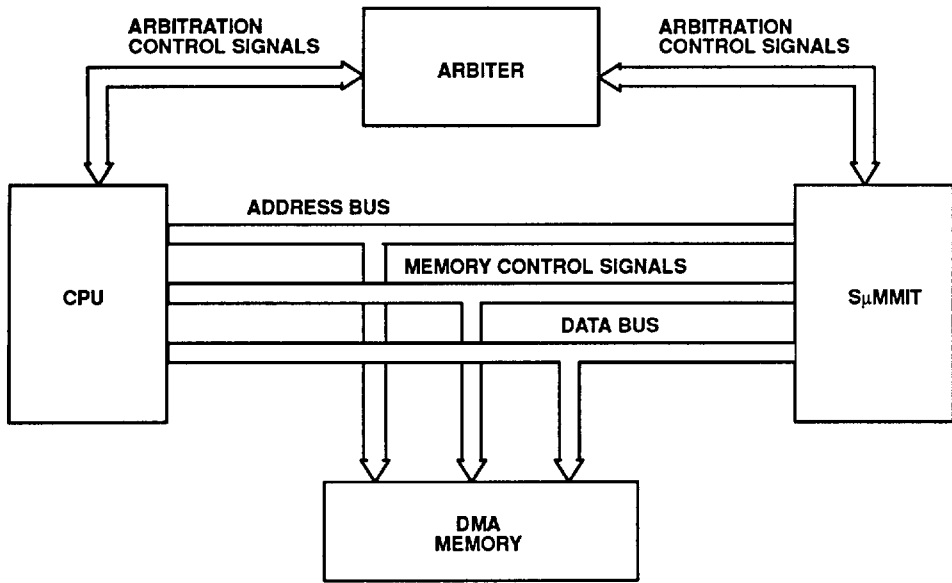 ARBITRATION
CONTROL SIGNALS
ARBITER
ARBITRATION
CONTROL SIGNALS
ADDRESS BUS
MEMORY CONTROL SIGNALS
CPU
SμMMIT
DATA BUS
DMA
MEMORY